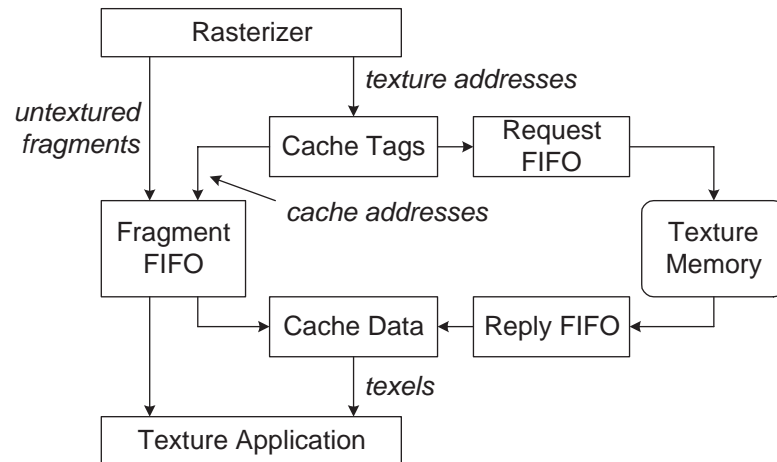 Rasterizer
texture addresses
untextured
fragments
Cache Tags
Request
FIFO
cache addresses
Fragment
FIFO
Texture
Memory
Cache Data
Reply FIFO
texels
Texture Application